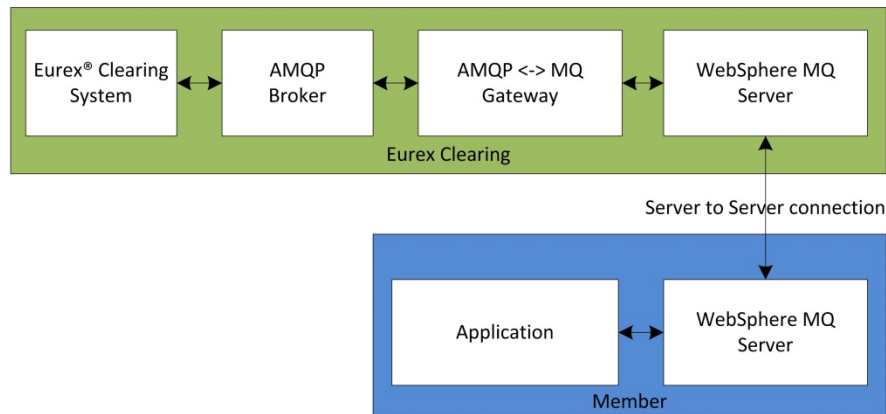 Eurex® Clearing
System
AMQP
Broker
AMQP <-> MQ
Gateway
WebSphere MQ
Server
Eurex Clearing
Server to Server connection
Application
WebSphere MQ
Server
Member